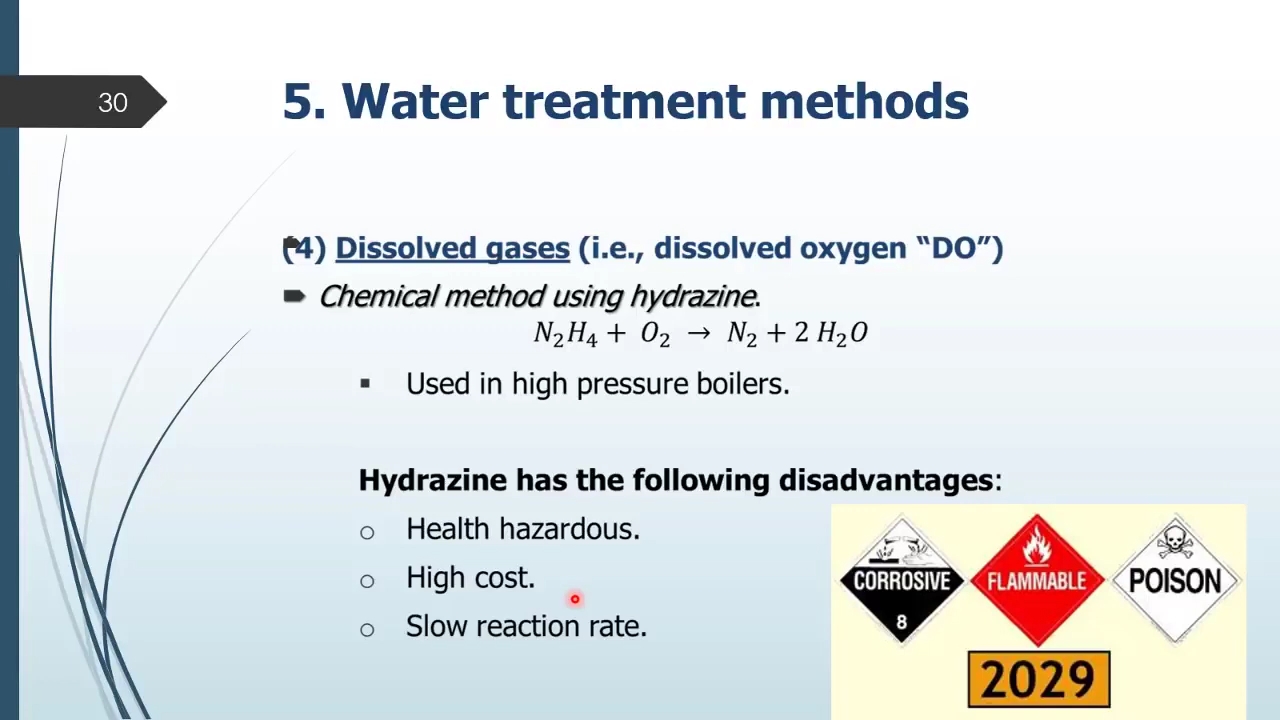 30
5. Water treatment methods
(4) Dissolved gases (i.e., dissolved oxygen “DO”)
Chemical method using hydrazine.
N₂H₄ + O₂ → N₂ + 2 H₂O
▪ Used in high pressure boilers.
Hydrazine has the following disadvantages:
o Health hazardous.
o High cost.
o Slow reaction rate.
CORROSIVE
8
FLAMMABLE
POISON
2029